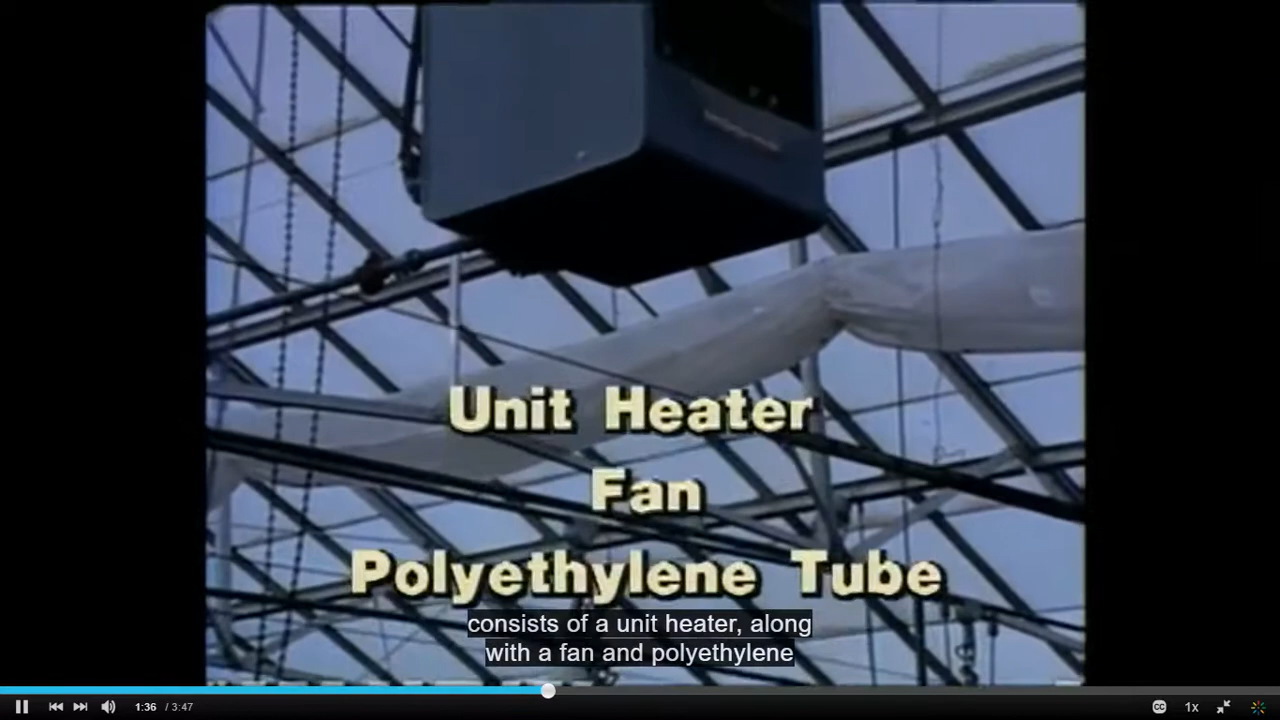 Unit Heater
Fan
Polyethylene Tube
consists of a unit heater, along
with a fan and polyethylene
1:36 / 3:47
CC
1x